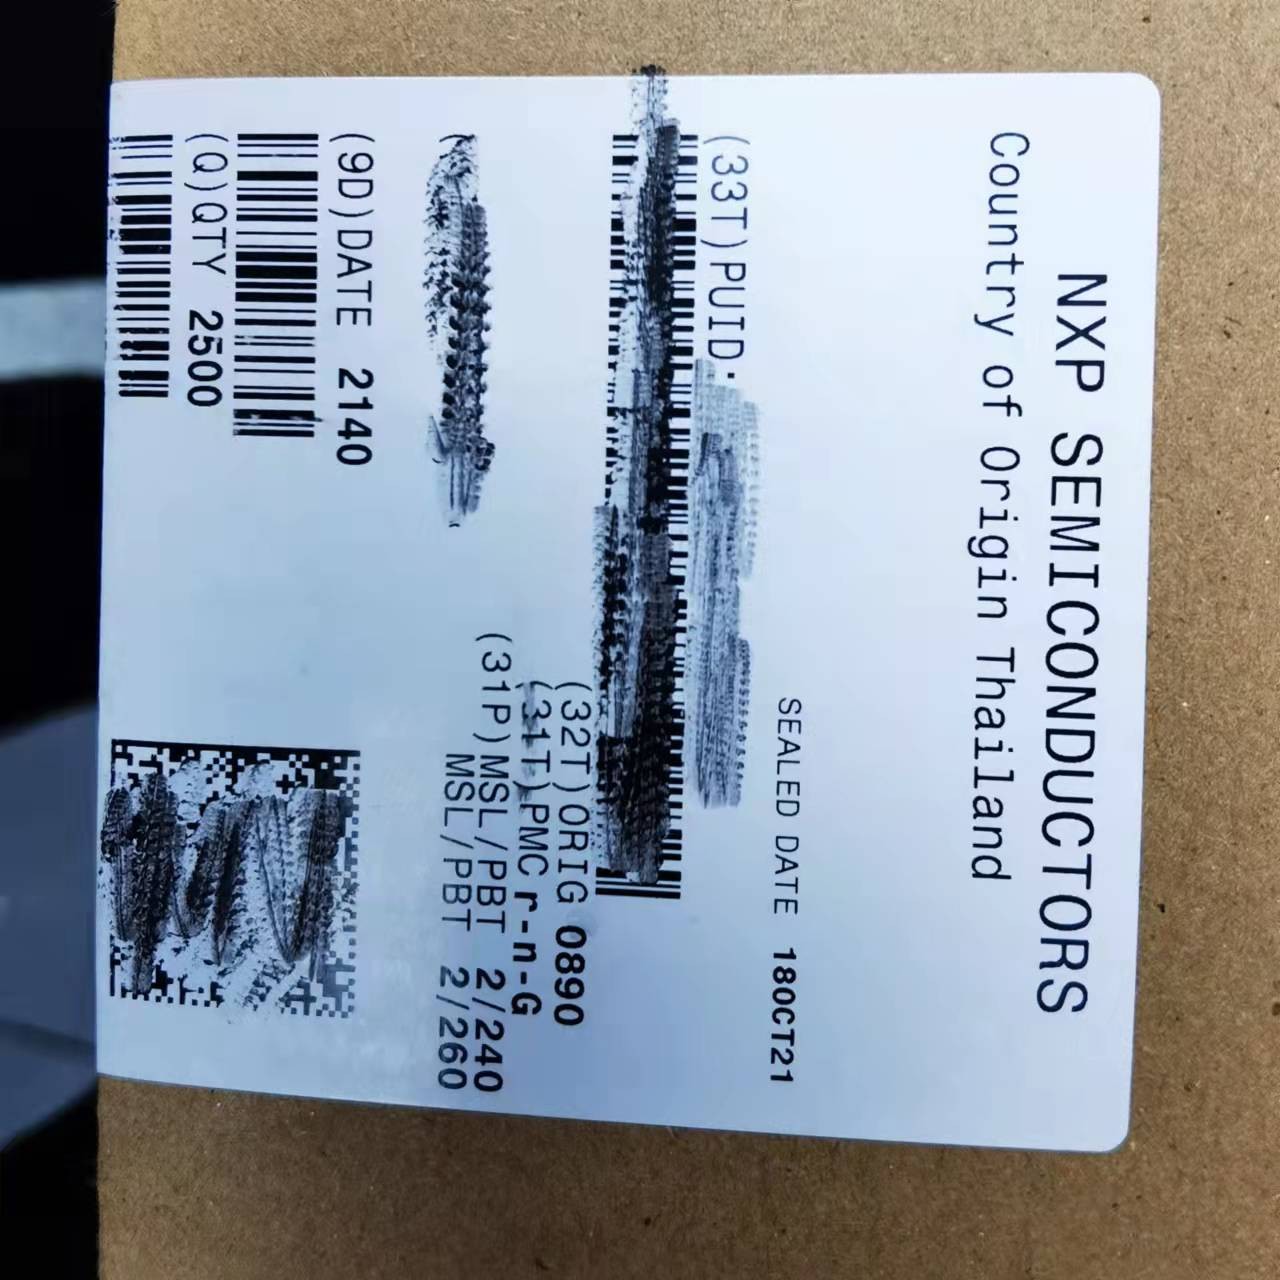 NXP SEMICONDUCTORS
Country of Origin Thailand
SEALED DATE 18OCT21
(33T)PUID.
(32T)ORIG 0890
(31T)PMC r-n-G
(31P)MSL/PBT 2/240
MSL/PBT 2/260
(9D)DATE 2140
(Q)QTY 2500